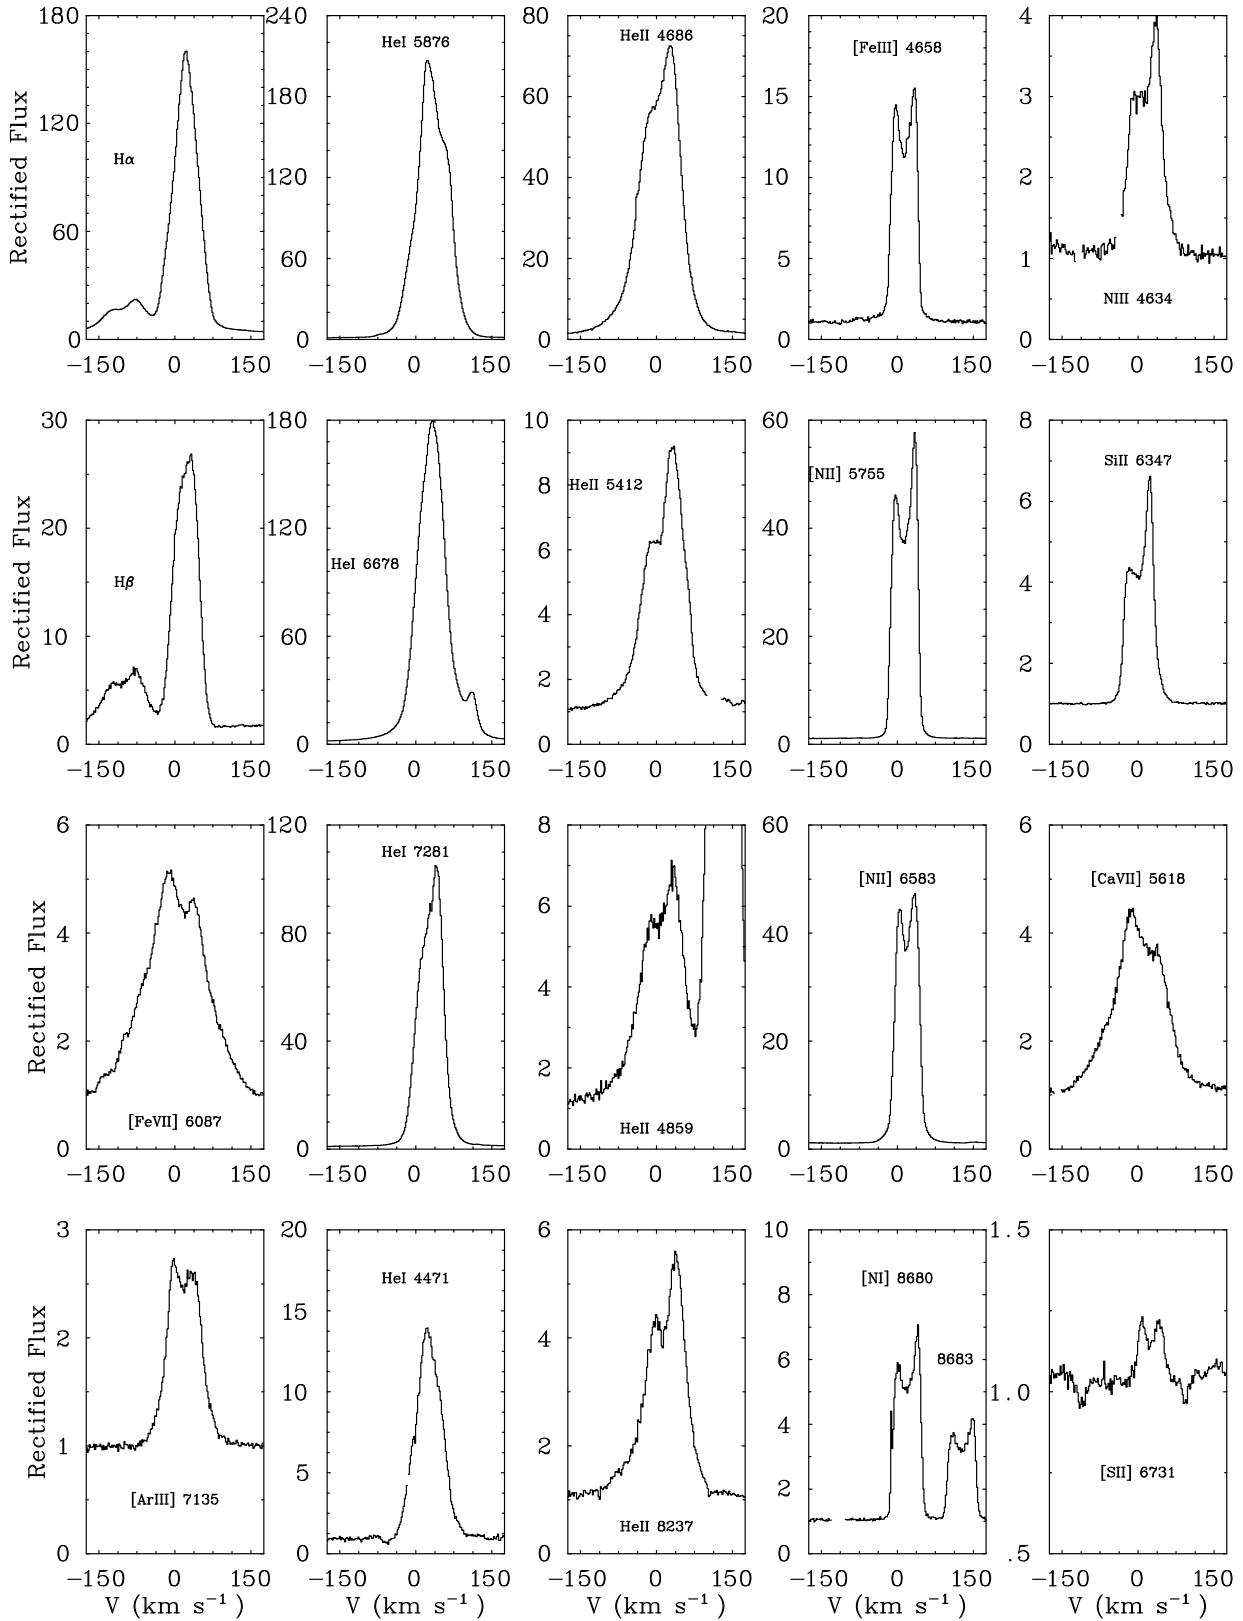 180 240 80 20 4
HeI 5876 HeII 4686 [FeIII] 4658
Rectified Flux
120 180 60 15 3
Hα
120 40 10 2
60 60 20 5 1
NIII 4634
0 0 0 0 0
−150 0 150 −150 0 150 −150 0 150 −150 0 150 −150 0 150
30 180 10 60 8
SiII 6347
Rectified Flux
8 [NII] 5755 6
HeII 5412
20 120 40
HeI 6678 6
Hβ 4
10 60 4 20
2 2
0 0 0 0 0
−150 0 150 −150 0 150 −150 0 150 −150 0 150 −150 0 150
6 120 8 60 6
HeI 7281 [NII] 6583 [CaVII] 5618
Rectified Flux
4 80 6 40 4
4
2 40 2 20 2
[FeVII] 6087 HeII 4859
0 0 0 0 0
−150 0 150 −150 0 150 −150 0 150 −150 0 150 −150 0 150
3 20 6 10 1.5
HeI 4471 [NI] 8680
Rectified Flux
15 8
2 4 6 8683
10 1.0
4
1 5 2 2
[ArIII] 7135 HeII 8237 [SII] 6731
0 0 0 0 .5
−150 0 150 −150 0 150 −150 0 150 −150 0 150 −150 0 150
V (km s⁻¹) V (km s⁻¹) V (km s⁻¹) V (km s⁻¹) V (km s⁻¹)